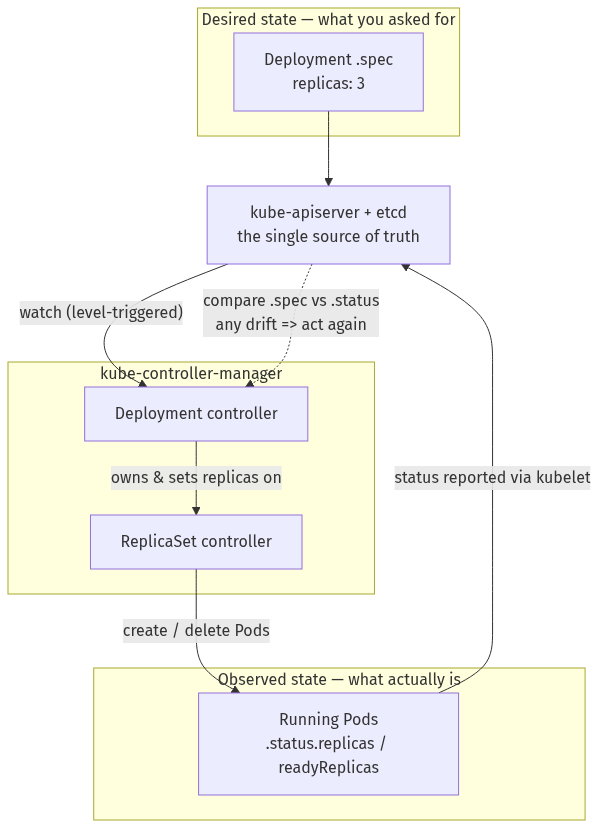 Desired state — what you asked for
Deployment .spec
replicas: 3
kube-apiserver + etcd
the single source of truth
watch (level-triggered)
compare .spec vs .status
any drift => act again
kube-controller-manager
Deployment controller
owns & sets replicas on
status reported via kubelet
ReplicaSet controller
create / delete Pods
Observed state — what actually is
Running Pods
.status.replicas /
readyReplicas